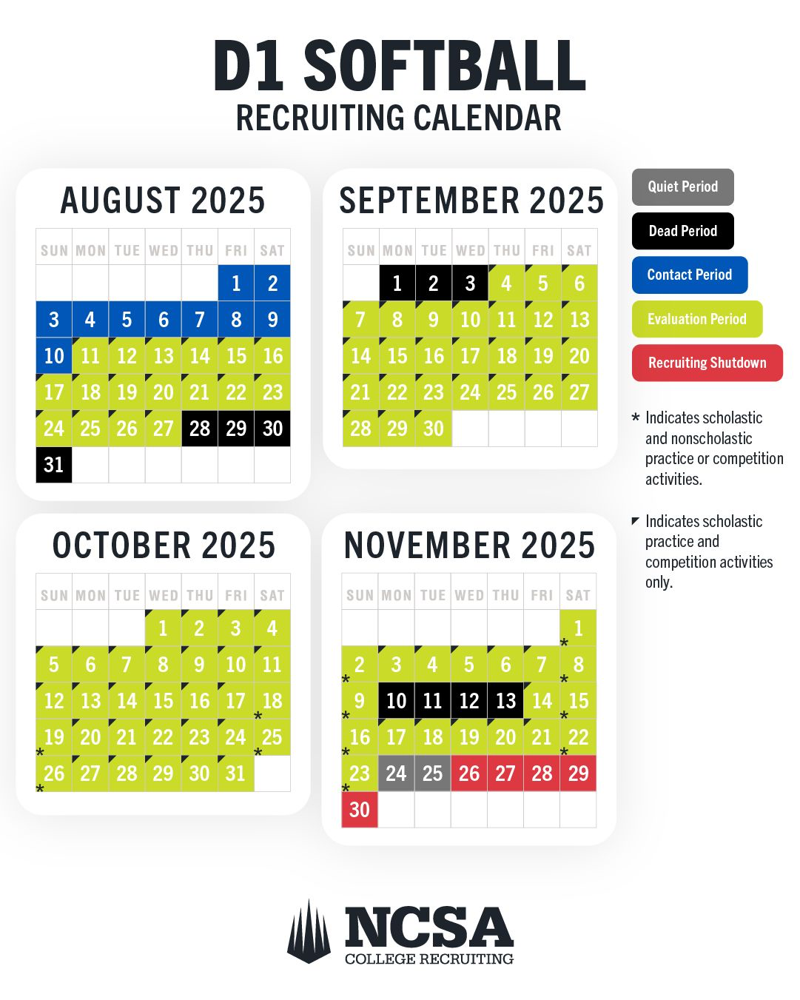 D1 SOFTBALL
RECRUITING CALENDAR
AUGUST 2025
SUN MON TUE WED THU FRI SAT
1 2
3 4 5 6 7 8 9
10 11 12 13 14 15 16
17 18 19 20 21 22 23
24 25 26 27 28 29 30
31
SEPTEMBER 2025
SUN MON TUE WED THU FRI SAT
1 2 3 4 5 6
7 8 9 10 11 12 13
14 15 16 17 18 19 20
21 22 23 24 25 26 27
28 29 30
Quiet Period
Dead Period
Contact Period
Evaluation Period
Recruiting Shutdown
* Indicates scholastic
and nonscholastic
practice or competition
activities.
Indicates scholastic
practice and
competition activities
only.
OCTOBER 2025
SUN MON TUE WED THU FRI SAT
1 2 3 4
5 6 7 8 9 10 11
12 13 14 15 16 17 *18
*19 20 21 22 23 24 *25
*26 27 28 29 30 31
NOVEMBER 2025
SUN MON TUE WED THU FRI SAT
*1
*2 3 4 5 6 7 *8
*9 10 11 12 13 14 *15
*16 17 18 19 20 21 *22
*23 24 25 26 27 28 29
30
NCSA
COLLEGE RECRUITING